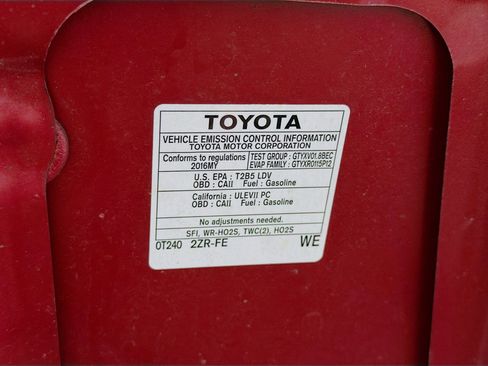 TOYOTA
VEHICLE EMISSION CONTROL INFORMATION
TOYOTA MOTOR CORPORATION
Conforms to regulations
2016MY
TEST GROUP : GTYXV01.8BEC
EVAP FAMILY : GTYXR0115P12
U.S. EPA : T2B5 LDV
OBD : CAII Fuel : Gasoline
California : ULEVII PC
OBD : CAII Fuel : Gasoline
No adjustments needed.
SFI, WR-HO2S, TWC(2), HO2S
0T240 2ZR-FE WE